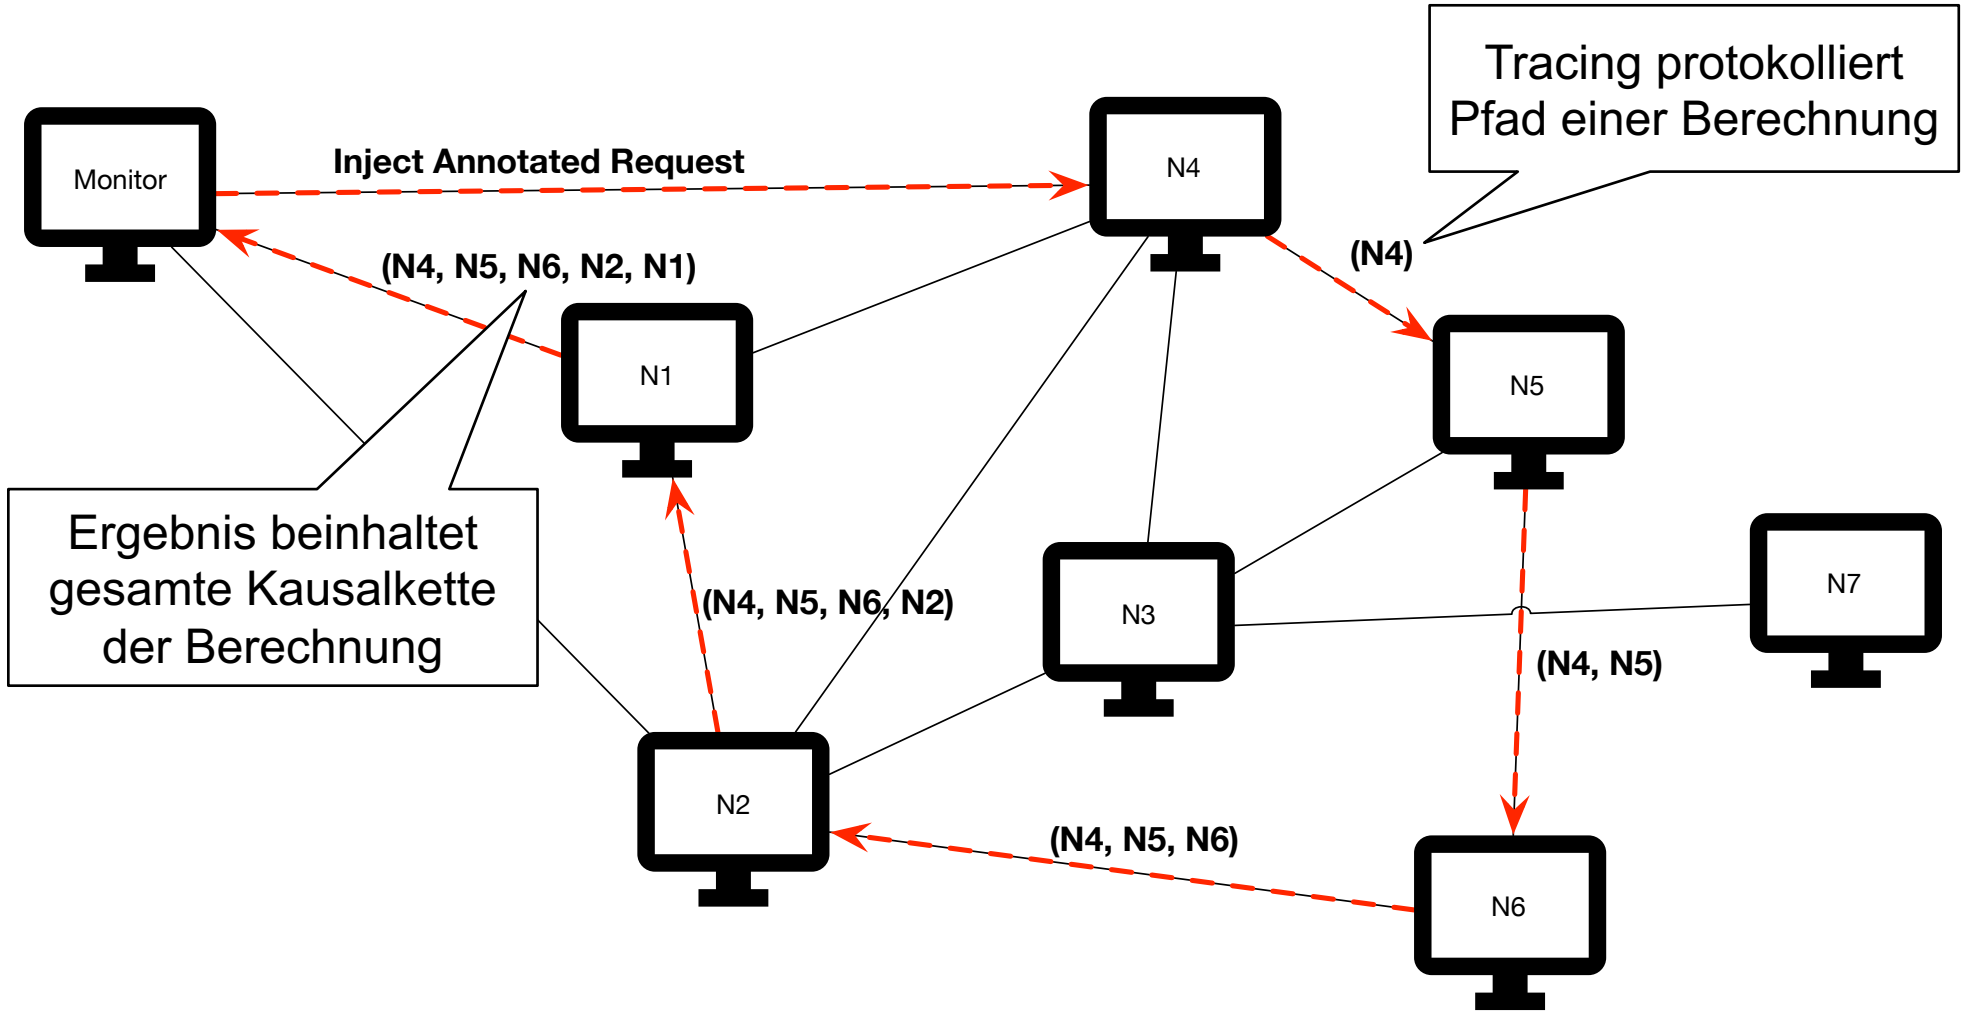 Tracing protokolliert
Pfad einer Berechnung
Inject Annotated Request
Monitor
N4
(N4, N5, N6, N2, N1)
(N4)
N1
N5
Ergebnis beinhaltet
gesamte Kausalkette
der Berechnung
(N4, N5, N6, N2)
N3
N7
(N4, N5)
N2
(N4, N5, N6)
N6